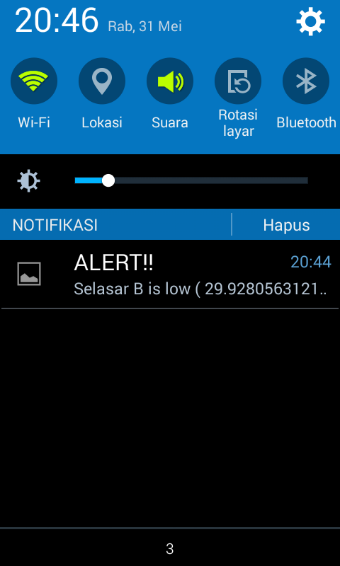 20:46 Rab, 31 Mei
Wi-Fi Lokasi Suara Rotasi layar Bluetooth
NOTIFIKASI Hapus
ALERT!! 20:44
Selasar B is low ( 29.9280563121..
3